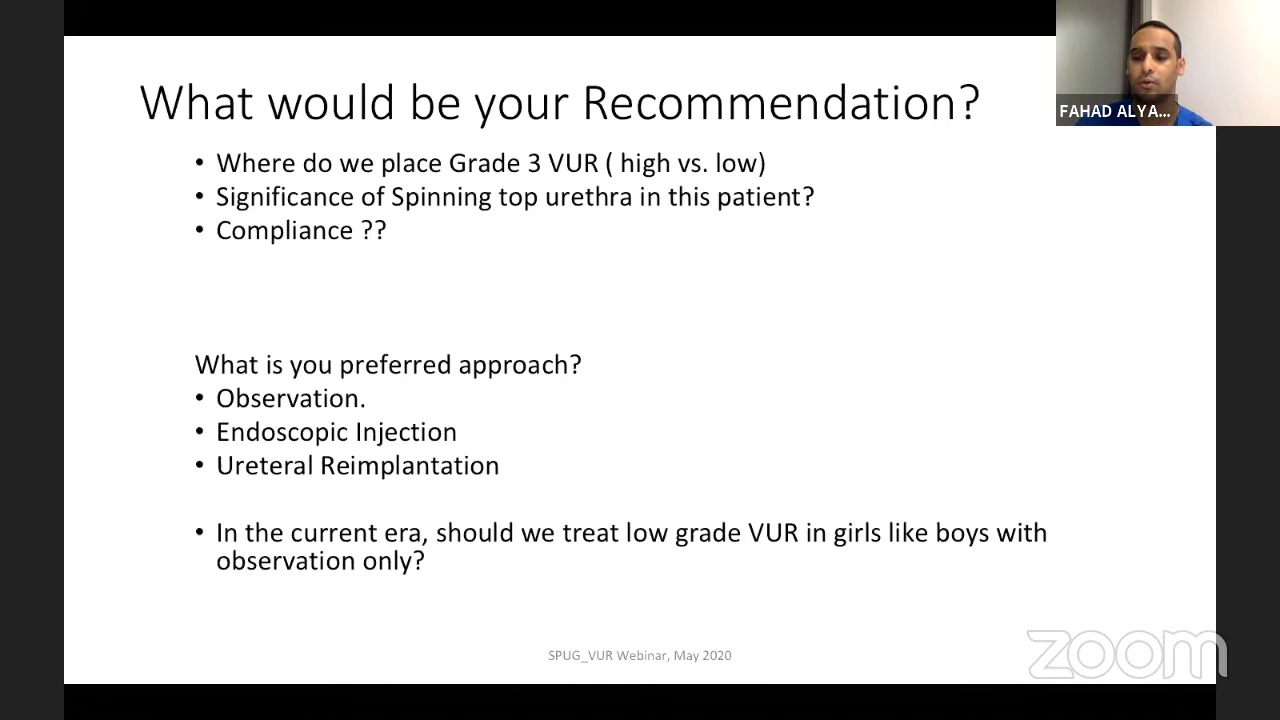 What would be your Recommendation?
FAHAD ALYA...
• Where do we place Grade 3 VUR ( high vs. low)
• Significance of Spinning top urethra in this patient?
• Compliance ??
What is you preferred approach?
• Observation.
• Endoscopic Injection
• Ureteral Reimplantation
• In the current era, should we treat low grade VUR in girls like boys with
observation only?
SPUG_VUR Webinar, May 2020
zoom